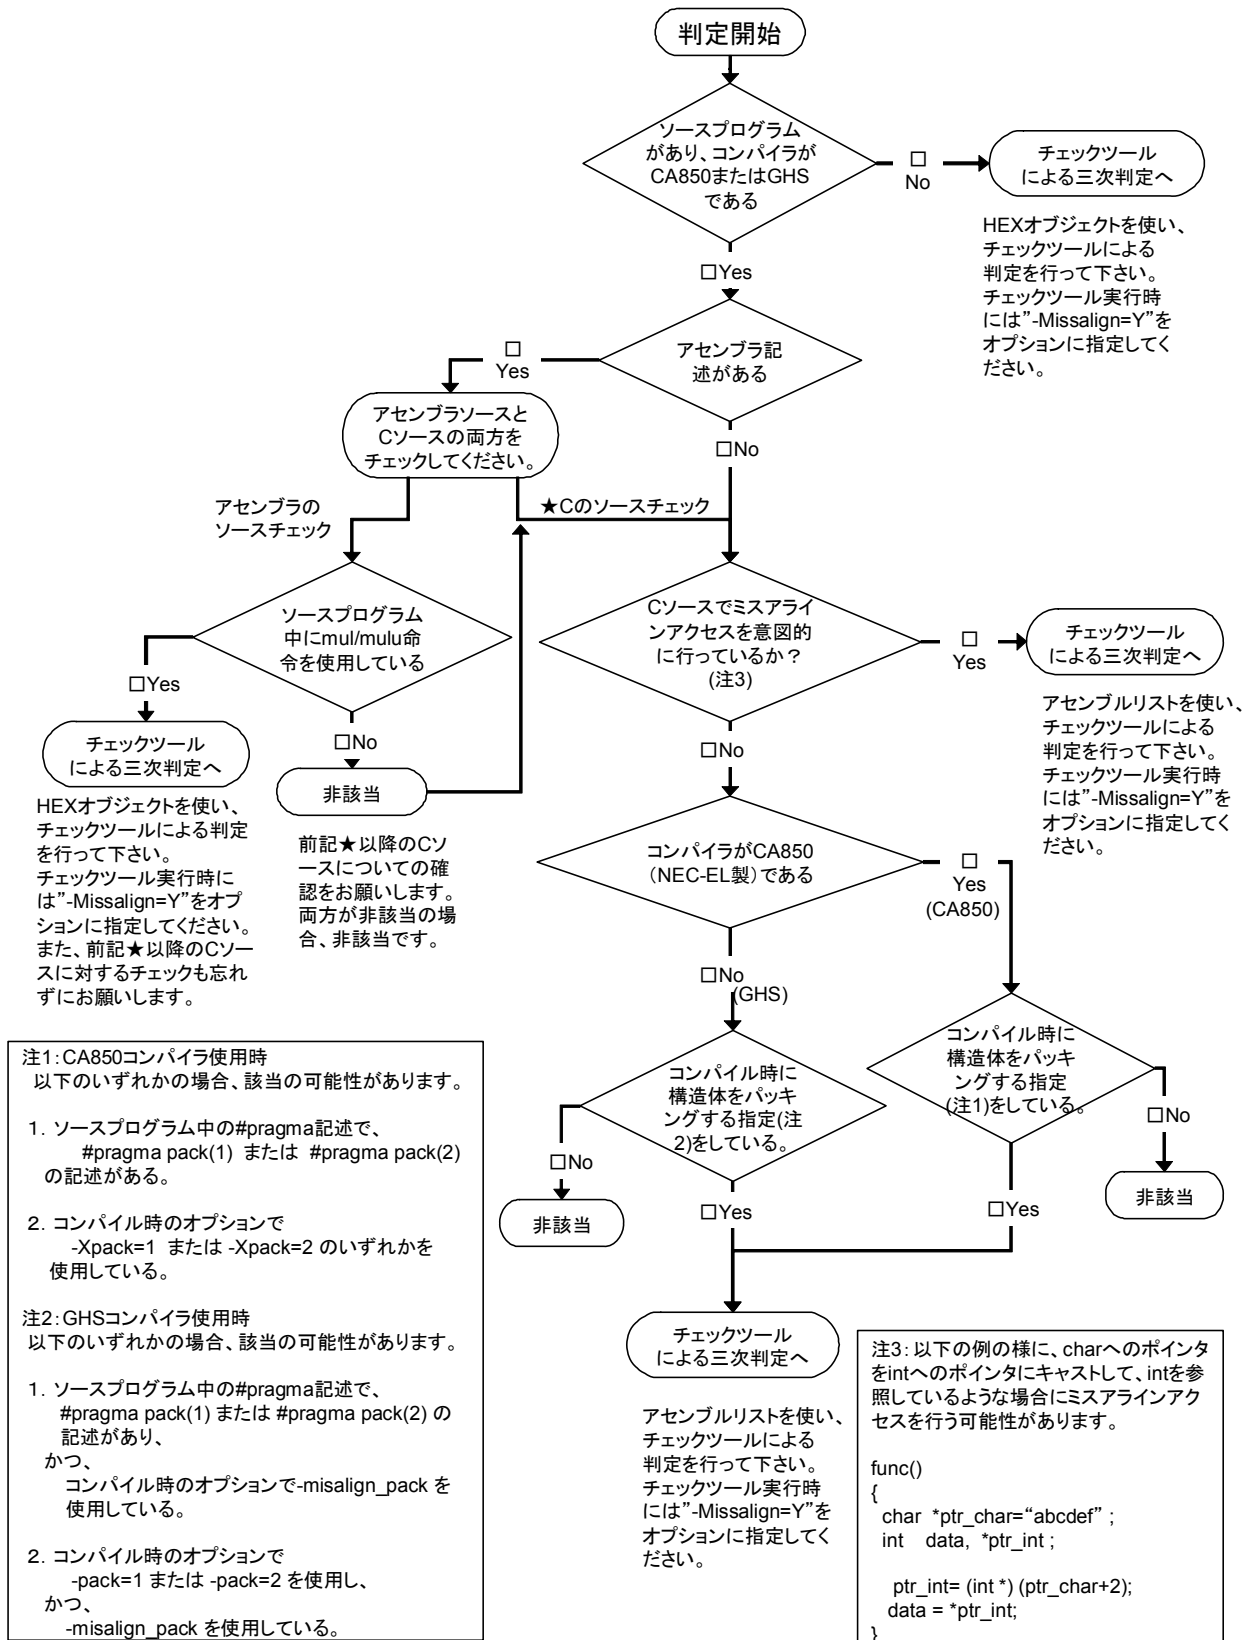 判定開始
ソースプログラム
があり、コンパイラが
CA850またはGHS
である
□
No
チェックツール
による三次判定へ
HEXオブジェクトを使い、
チェックツールによる
判定を行って下さい。
チェックツール実行時
には”-Missalign=Y”を
オプションに指定してく
ださい。
□Yes
アセンブラ記
述がある
□
Yes
アセンブラソースと
Cソースの両方を
チェックしてください。
□No
アセンブラの
ソースチェック
★Cのソースチェック
ソースプログラム
中にmul/mulu命
令を使用している
□Yes
チェックツール
による三次判定へ
HEXオブジェクトを使い、
チェックツールによる判定
を行って下さい。
チェックツール実行時に
は”-Missalign=Y”をオプ
ションに指定してください。
また、前記★以降のCソー
スに対するチェックも忘れ
ずにお願いします。
□No
非該当
前記★以降のCソ
ースについての確
認をお願いします。
両方が非該当の場
合、非該当です。
Cソースでミスアライ
ンアクセスを意図的
に行っているか？
(注3)
□
Yes
チェックツール
による三次判定へ
アセンブルリストを使い、
チェックツールによる
判定を行って下さい。
チェックツール実行時
には”-Missalign=Y”を
オプションに指定してく
ださい。
□No
コンパイラがCA850
（NEC-EL製）である
□
Yes
(CA850)
□No
(GHS)
コンパイル時に
構造体をパッキ
ングする指定(注
2)をしている。
□No
非該当
□Yes
コンパイル時に
構造体をパッキ
ングする指定
(注1)をしている。
□No
非該当
□Yes
チェックツール
による三次判定へ
アセンブルリストを使い、
チェックツールによる
判定を行って下さい。
チェックツール実行時
には”-Missalign=Y”を
オプションに指定してく
ださい。
注1：CA850コンパイラ使用時
以下のいずれかの場合、該当の可能性があります。
1．ソースプログラム中の#pragma記述で、
#pragma pack(1) または #pragma pack(2)
の記述がある。
2．コンパイル時のオプションで
-Xpack=1 または -Xpack=2 のいずれかを
使用している。
注2：GHSコンパイラ使用時
以下のいずれかの場合、該当の可能性があります。
1．ソースプログラム中の#pragma記述で、
#pragma pack(1) または #pragma pack(2) の
記述があり、
かつ、
コンパイル時のオプションで-misalign_pack を
使用している。
2．コンパイル時のオプションで
-pack=1 または -pack=2 を使用し、
かつ、
-misalign_pack を使用している。
注3：以下の例の様に、charへのポインタ
をintへのポインタにキャストして、intを参
照しているような場合にミスアラインアク
セスを行う可能性があります。
func()
{
char *ptr_char=“abcdef” ;
int data, *ptr_int ;
ptr_int= (int *) (ptr_char+2);
data = *ptr_int;
}